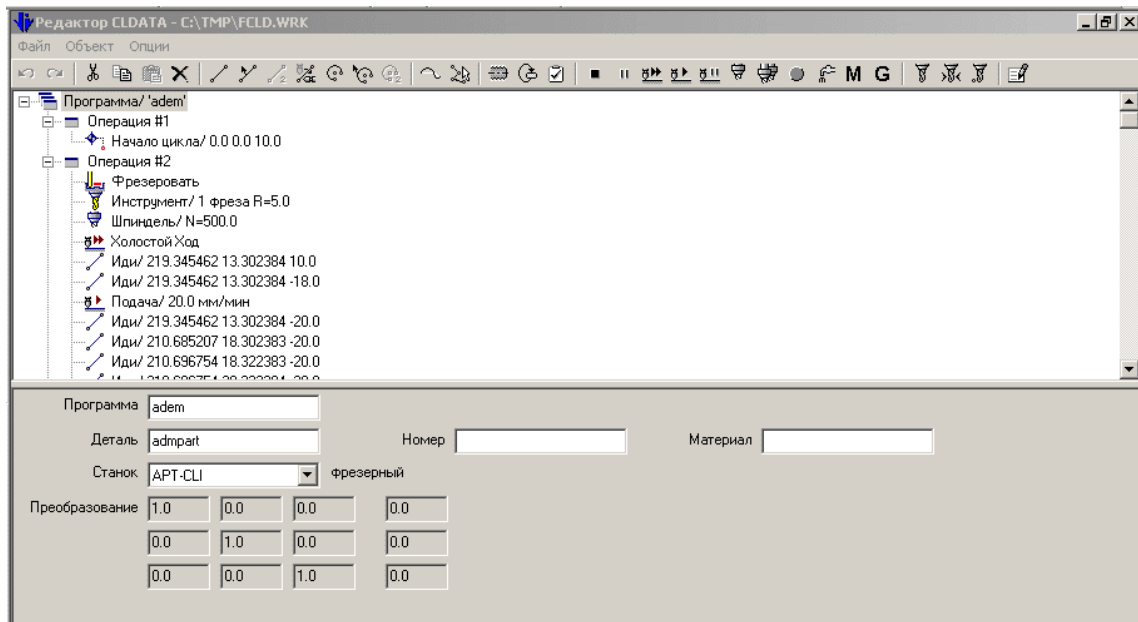 Редактор CLDATA - C:\TMP\FCLD.WRK
Файл Объект Опции
M G
Программа/ 'adem'
Операция #1
Начало цикла/ 0.0 0.0 10.0
Операция #2
Фрезеровать
Инструмент/ 1 фреза R=5.0
Шпиндель/ N=500.0
Холостой Ход
Иди/ 219.345462 13.302384 10.0
Иди/ 219.345462 13.302384 -18.0
Подача/ 20.0 мм/мин
Иди/ 219.345462 13.302384 -20.0
Иди/ 210.685207 18.302383 -20.0
Иди/ 210.696754 18.322383 -20.0
Программа adem
Деталь admpart Номер Материал
Станок APT-CLI фрезерный
Преобразование 1.0 0.0 0.0 0.0
0.0 1.0 0.0 0.0
0.0 0.0 1.0 0.0